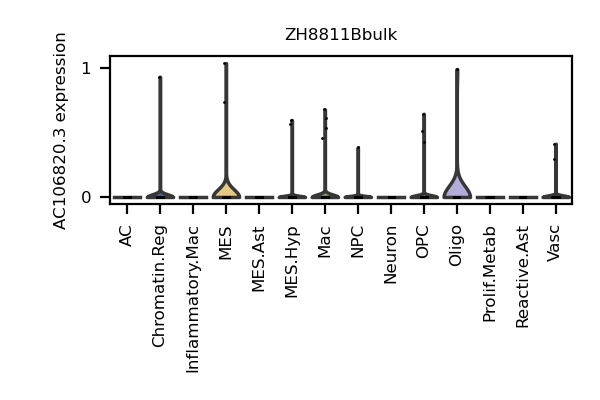 ZH8811Bbulk
AC106820.3 expression
1
0
AC
Chromatin.Reg
Inflammatory.Mac
MES
MES.Ast
MES.Hyp
Mac
NPC
Neuron
OPC
Oligo
Prolif.Metab
Reactive.Ast
Vasc